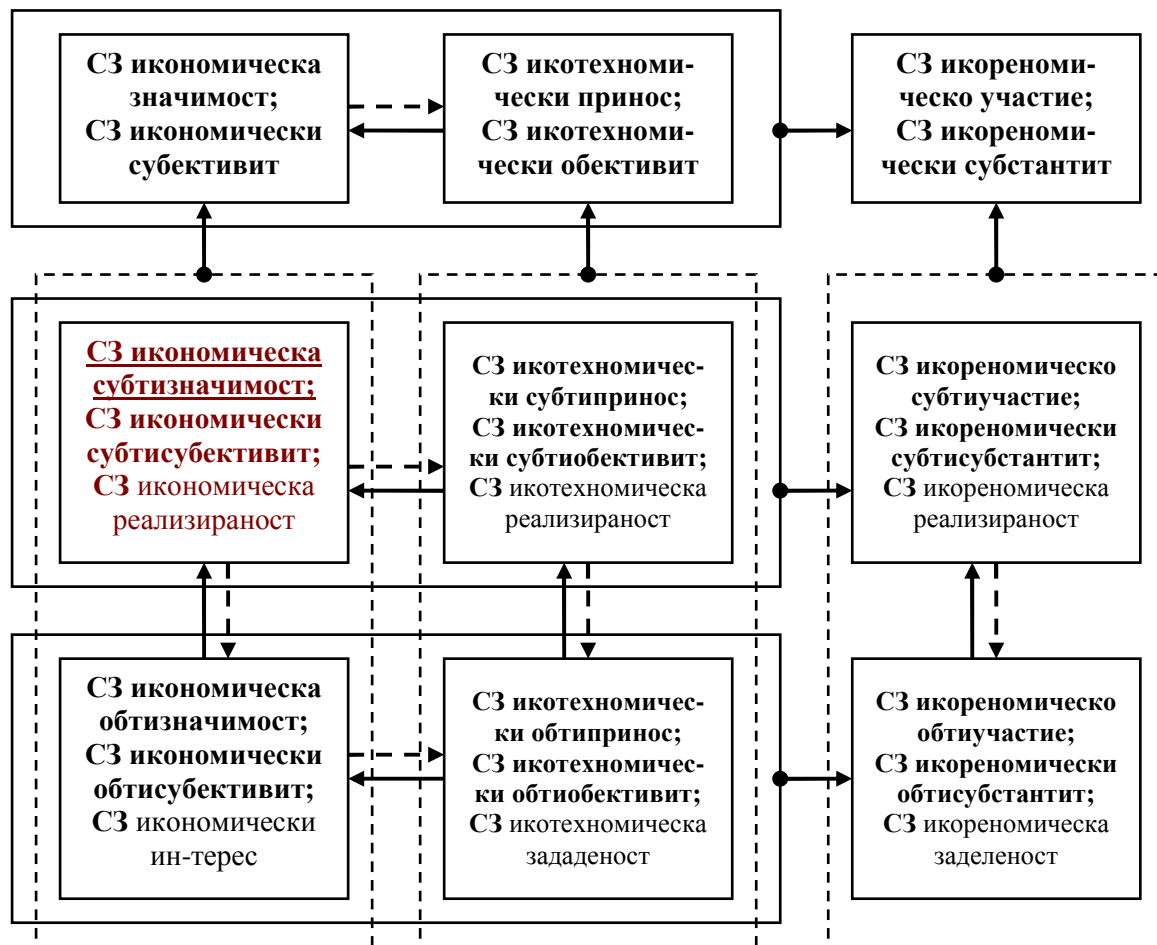 СЗ икономическа
значимост;
СЗ икономически
субективит
СЗ икотехноми-
чески принос;
СЗ икотехноми-
чески обективит
СЗ икореноми-
ческо участие;
СЗ икореноми-
чески субстантит
СЗ икономическа
субтизначимост;
СЗ икономически
субтисубективит;
СЗ икономическа
реализираност
СЗ икотехномичес-
ки субтипринос;
СЗ икотехномичес-
ки субтиобективит;
СЗ икотехномическа
реализираност
СЗ икореномическо
субтиучастие;
СЗ икореномически
субтисубстантит;
СЗ икореномическа
реализираност
СЗ икономическа
обтизначимост;
СЗ икономически
обтисубективит;
СЗ икономически
ин-терес
СЗ икотехномичес-
ки обтипринос;
СЗ икотехномичес-
ки обтиобективит;
СЗ икотехномическа
зададеност
СЗ икореномическо
обтиучастие;
СЗ икореномически
обтисубстантит;
СЗ икореномическа
заделеност